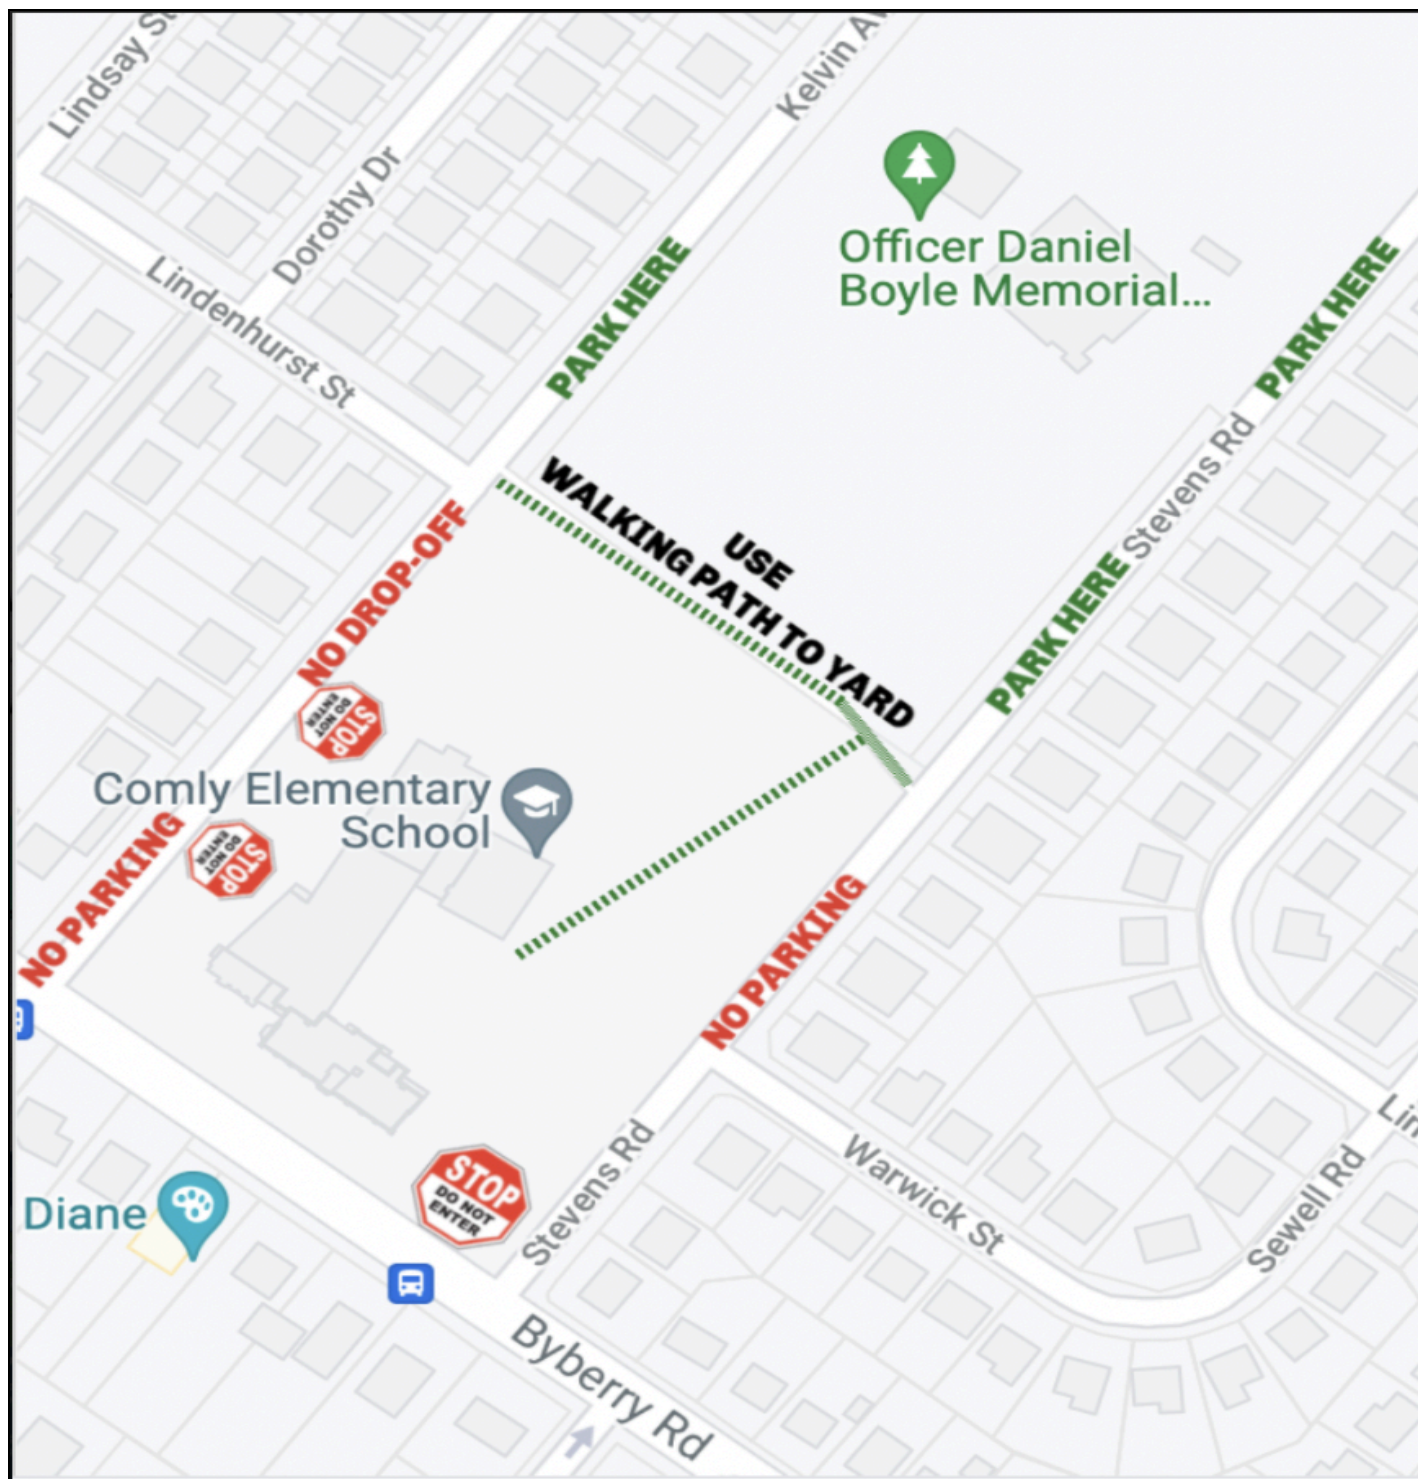 Lindsay St
Kelvin Av
Dorothy Dr
Officer Daniel
Boyle Memorial...
PARK HERE
PARK HERE
Lindenhurst St
Stevens Rd
USE
WALKING PATH TO YARD
NO DROP-OFF
PARK HERE
STOP
DO NOT
ENTER
Comly Elementary
School
NO PARKING
STOP
DO NOT
ENTER
NO PARKING
Lin
Stevens Rd
Warwick St
Sewell Rd
STOP
DO NOT
ENTER
Diane
Byberry Rd